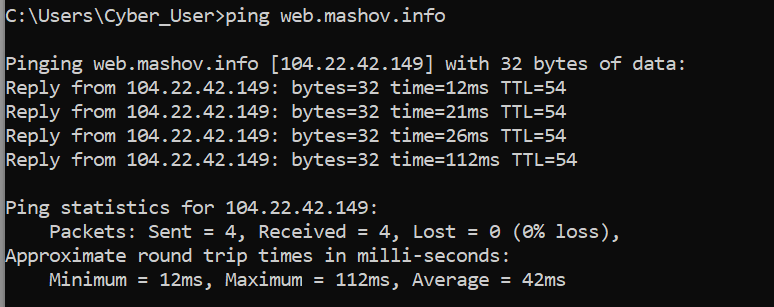 C:\Users\Cyber_User>ping web.mashov.info
Pinging web.mashov.info [104.22.42.149] with 32 bytes of data:
Reply from 104.22.42.149: bytes=32 time=12ms TTL=54
Reply from 104.22.42.149: bytes=32 time=21ms TTL=54
Reply from 104.22.42.149: bytes=32 time=26ms TTL=54
Reply from 104.22.42.149: bytes=32 time=112ms TTL=54
Ping statistics for 104.22.42.149:
    Packets: Sent = 4, Received = 4, Lost = 0 (0% loss),
Approximate round trip times in milli-seconds:
    Minimum = 12ms, Maximum = 112ms, Average = 42ms